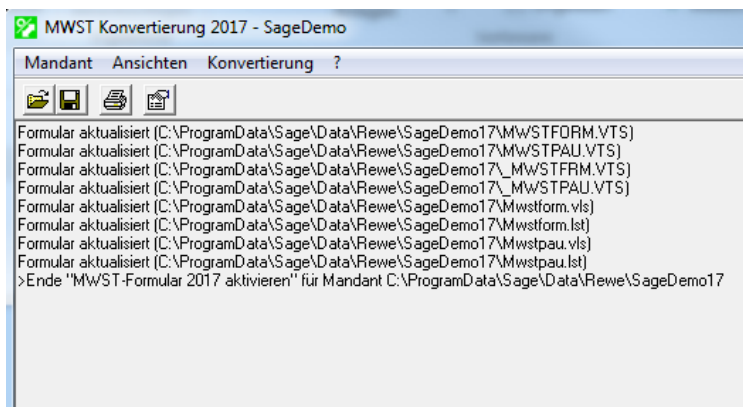 MWST Konvertierung 2017 - SageDemo
Mandant Ansichten Konvertierung ?
Formular aktualisiert (C:\ProgramData\Sage\Data\Rewe\SageDemo17\MWSTFORM.VTS)
Formular aktualisiert (C:\ProgramData\Sage\Data\Rewe\SageDemo17\MWSTPAU.VTS)
Formular aktualisiert (C:\ProgramData\Sage\Data\Rewe\SageDemo17\_MWSTFRM.VTS)
Formular aktualisiert (C:\ProgramData\Sage\Data\Rewe\SageDemo17\_MWSTPAU.VTS)
Formular aktualisiert (C:\ProgramData\Sage\Data\Rewe\SageDemo17\Mwstform.vls)
Formular aktualisiert (C:\ProgramData\Sage\Data\Rewe\SageDemo17\Mwstform.lst)
Formular aktualisiert (C:\ProgramData\Sage\Data\Rewe\SageDemo17\Mwstpau.vls)
Formular aktualisiert (C:\ProgramData\Sage\Data\Rewe\SageDemo17\Mwstpau.lst)
>Ende "MWST-Formular 2017 aktivieren" für Mandant C:\ProgramData\Sage\Data\Rewe\SageDemo17